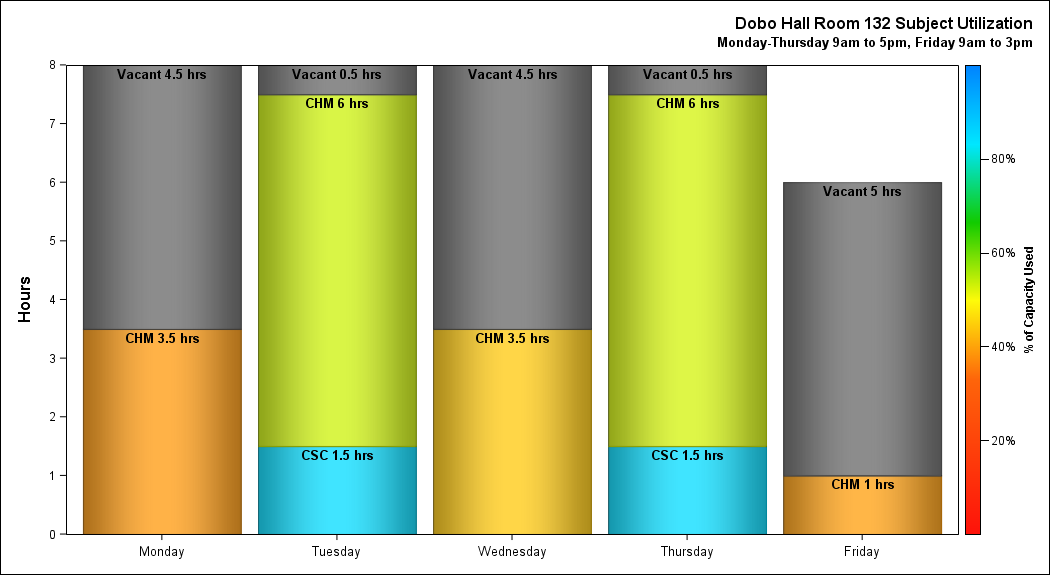 Dobo Hall Room 132 Subject Utilization
Monday-Thursday 9am to 5pm, Friday 9am to 3pm
8
7
6
5
4
3
2
1
0
Hours
Vacant 4.5 hrs
CHM 3.5 hrs
Vacant 0.5 hrs
CHM 6 hrs
CSC 1.5 hrs
Vacant 4.5 hrs
CHM 3.5 hrs
Vacant 0.5 hrs
CHM 6 hrs
CSC 1.5 hrs
Vacant 5 hrs
CHM 1 hrs
Monday
Tuesday
Wednesday
Thursday
Friday
80%
60%
40%
20%
% of Capacity Used